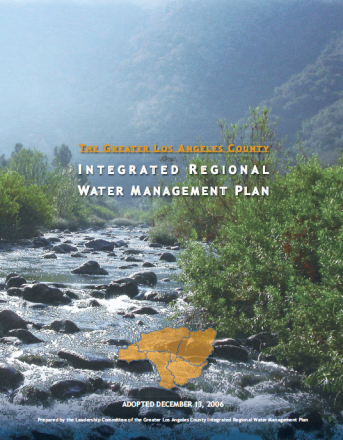 THE GREATER LOS ANGELES COUNTY
INTEGRATED REGIONAL
WATER MANAGEMENT PLAN
ADOPTED DECEMBER 13, 2006
Prepared by the Leadership Committee of the Greater Los Angeles County Integrated Regional Water Management Plan